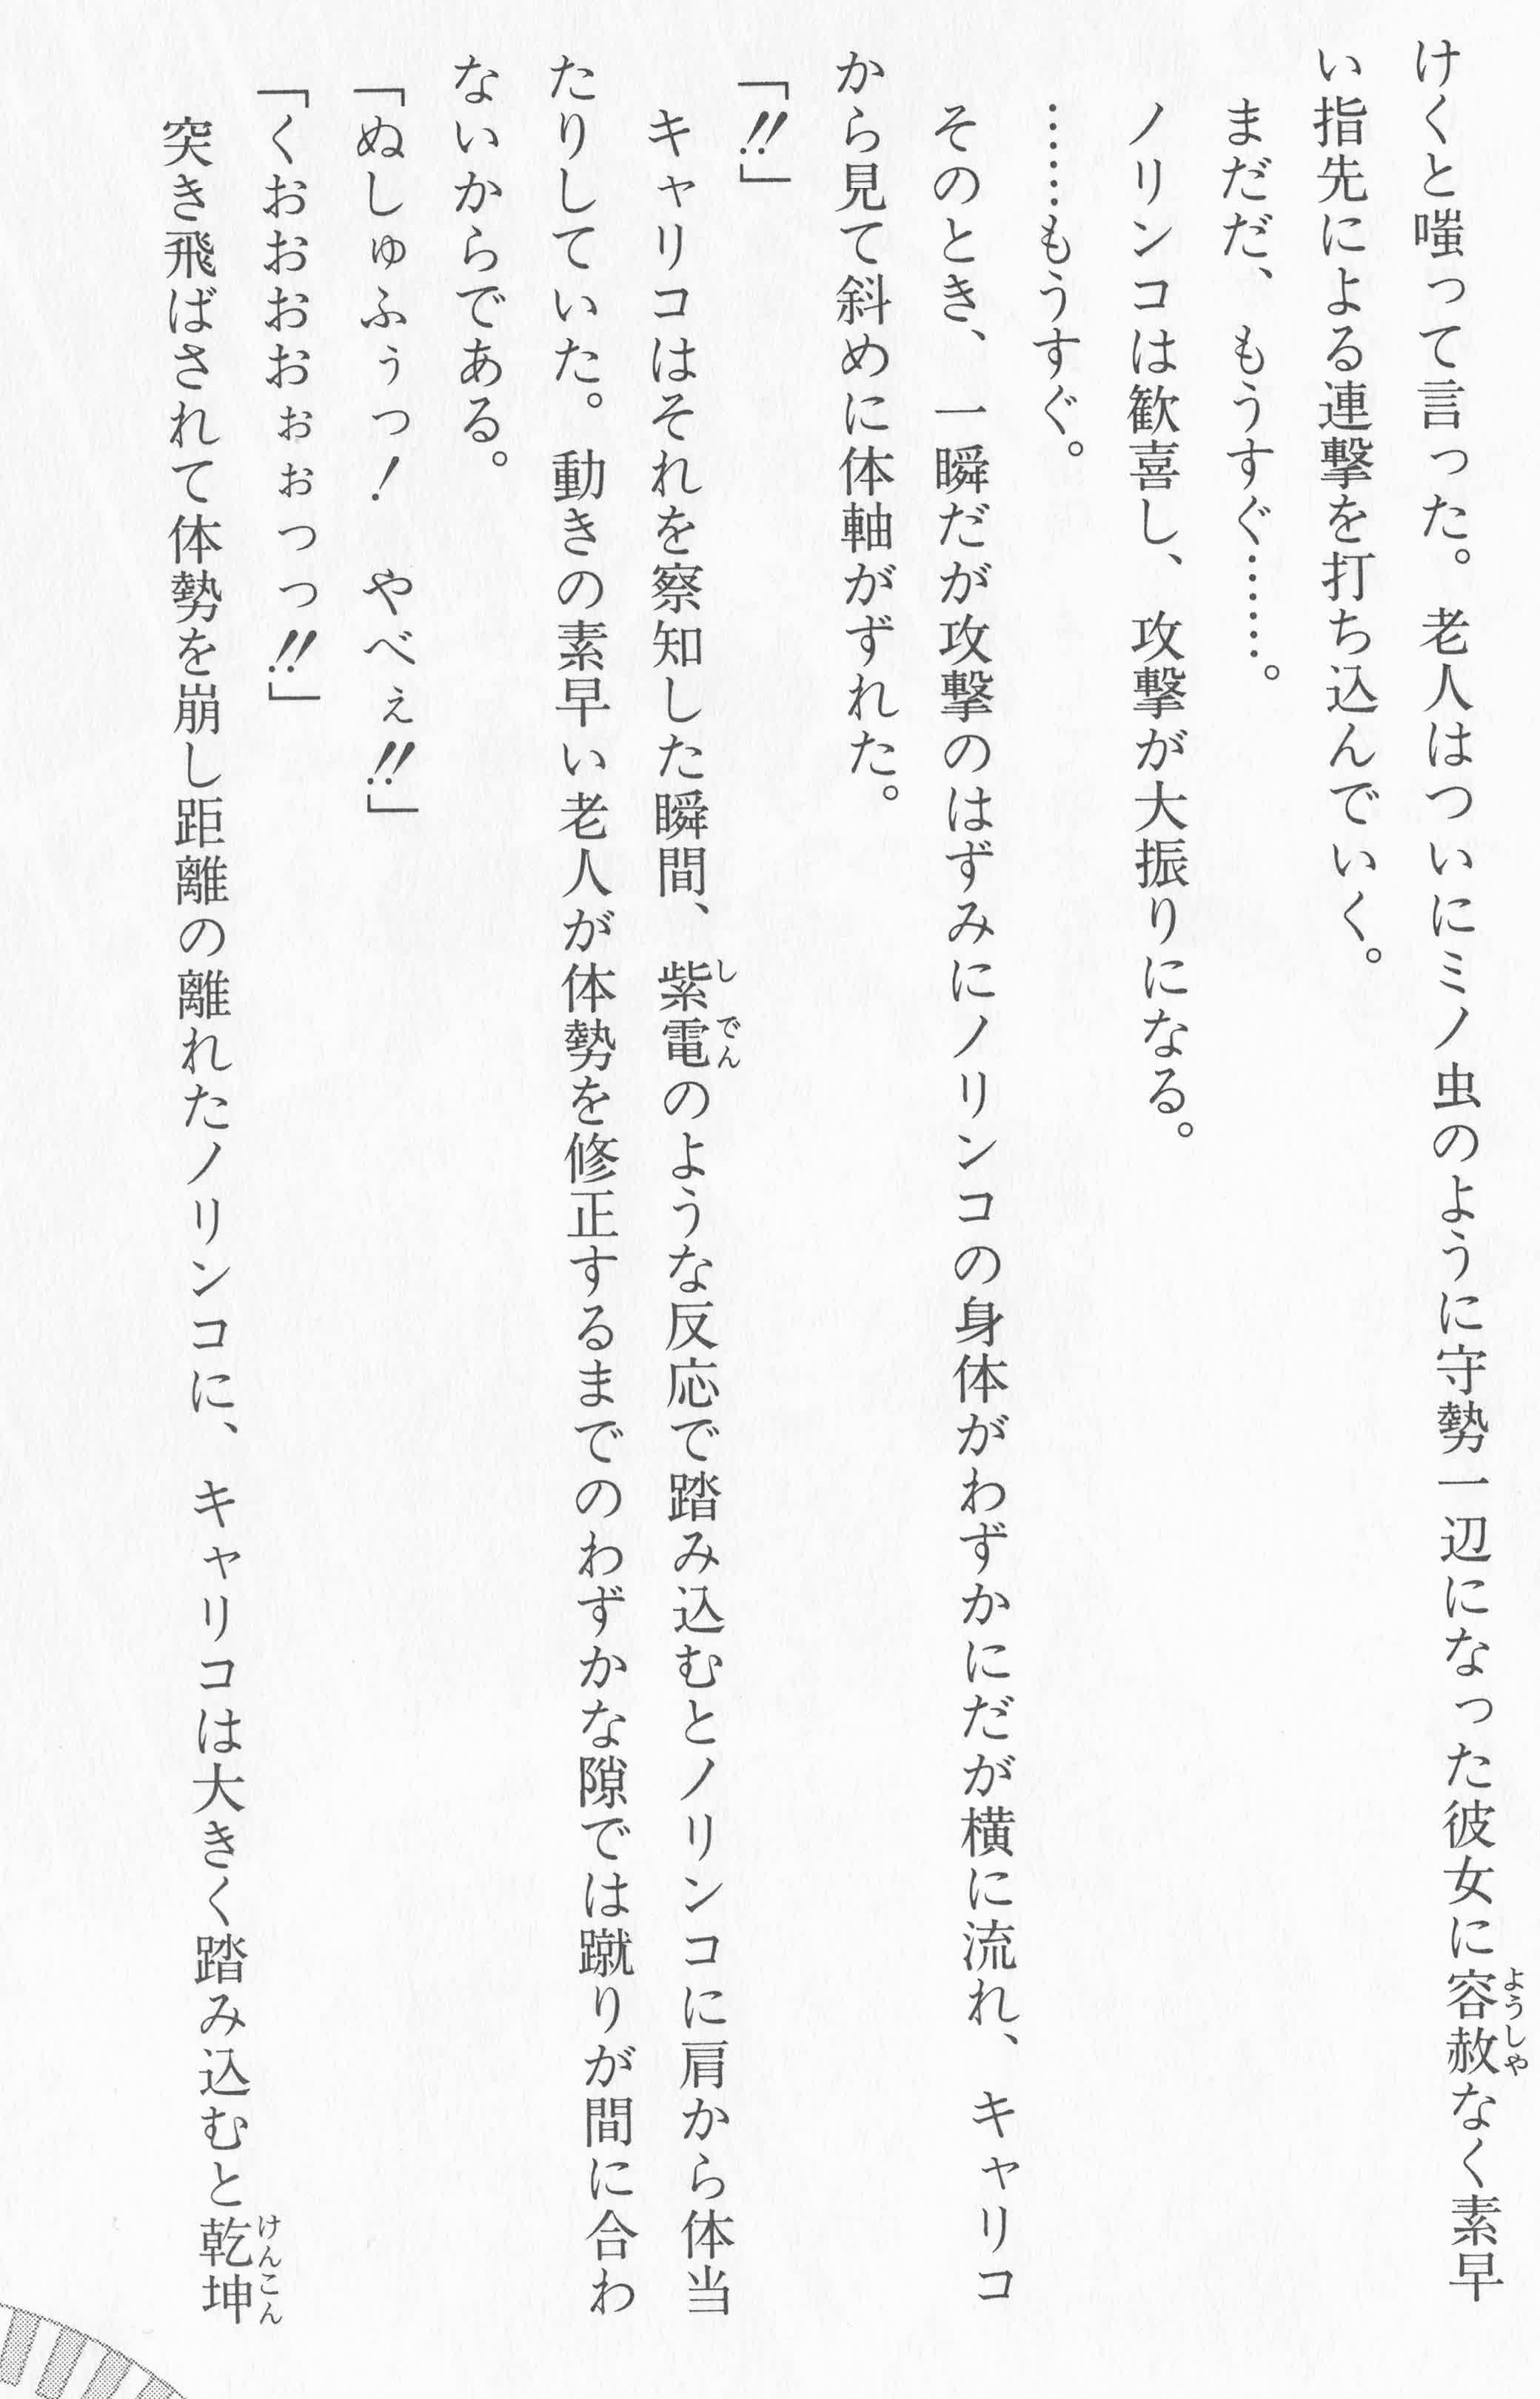 けくと嗤って言った。老人はついにミノ虫のように守勢一辺になった彼女に容赦なく素早
い指先による連撃を打ち込んでいく。
まだだ、もうすぐ……。
ノリンコは歓喜し、攻撃が大振りになる。
……もうすぐ。
そのとき、一瞬だが攻撃のはずみにノリンコの身体がわずかにだが横に流れ、キャリコ
から見て斜めに体軸がずれた。
「!!」
キャリコはそれを察知した瞬間、紫電のような反応で踏み込むとノリンコに肩から体当
たりしていた。動きの素早い老人が体勢を修正するまでのわずかな隙では蹴りが間に合わ
ないからである。
「ぬしゅふぅっ！　やべぇ!!」
「くおおおおぉぉっっ!!」
突き飛ばされて体勢を崩し距離の離れたノリンコに、キャリコは大きく踏み込むと乾坤